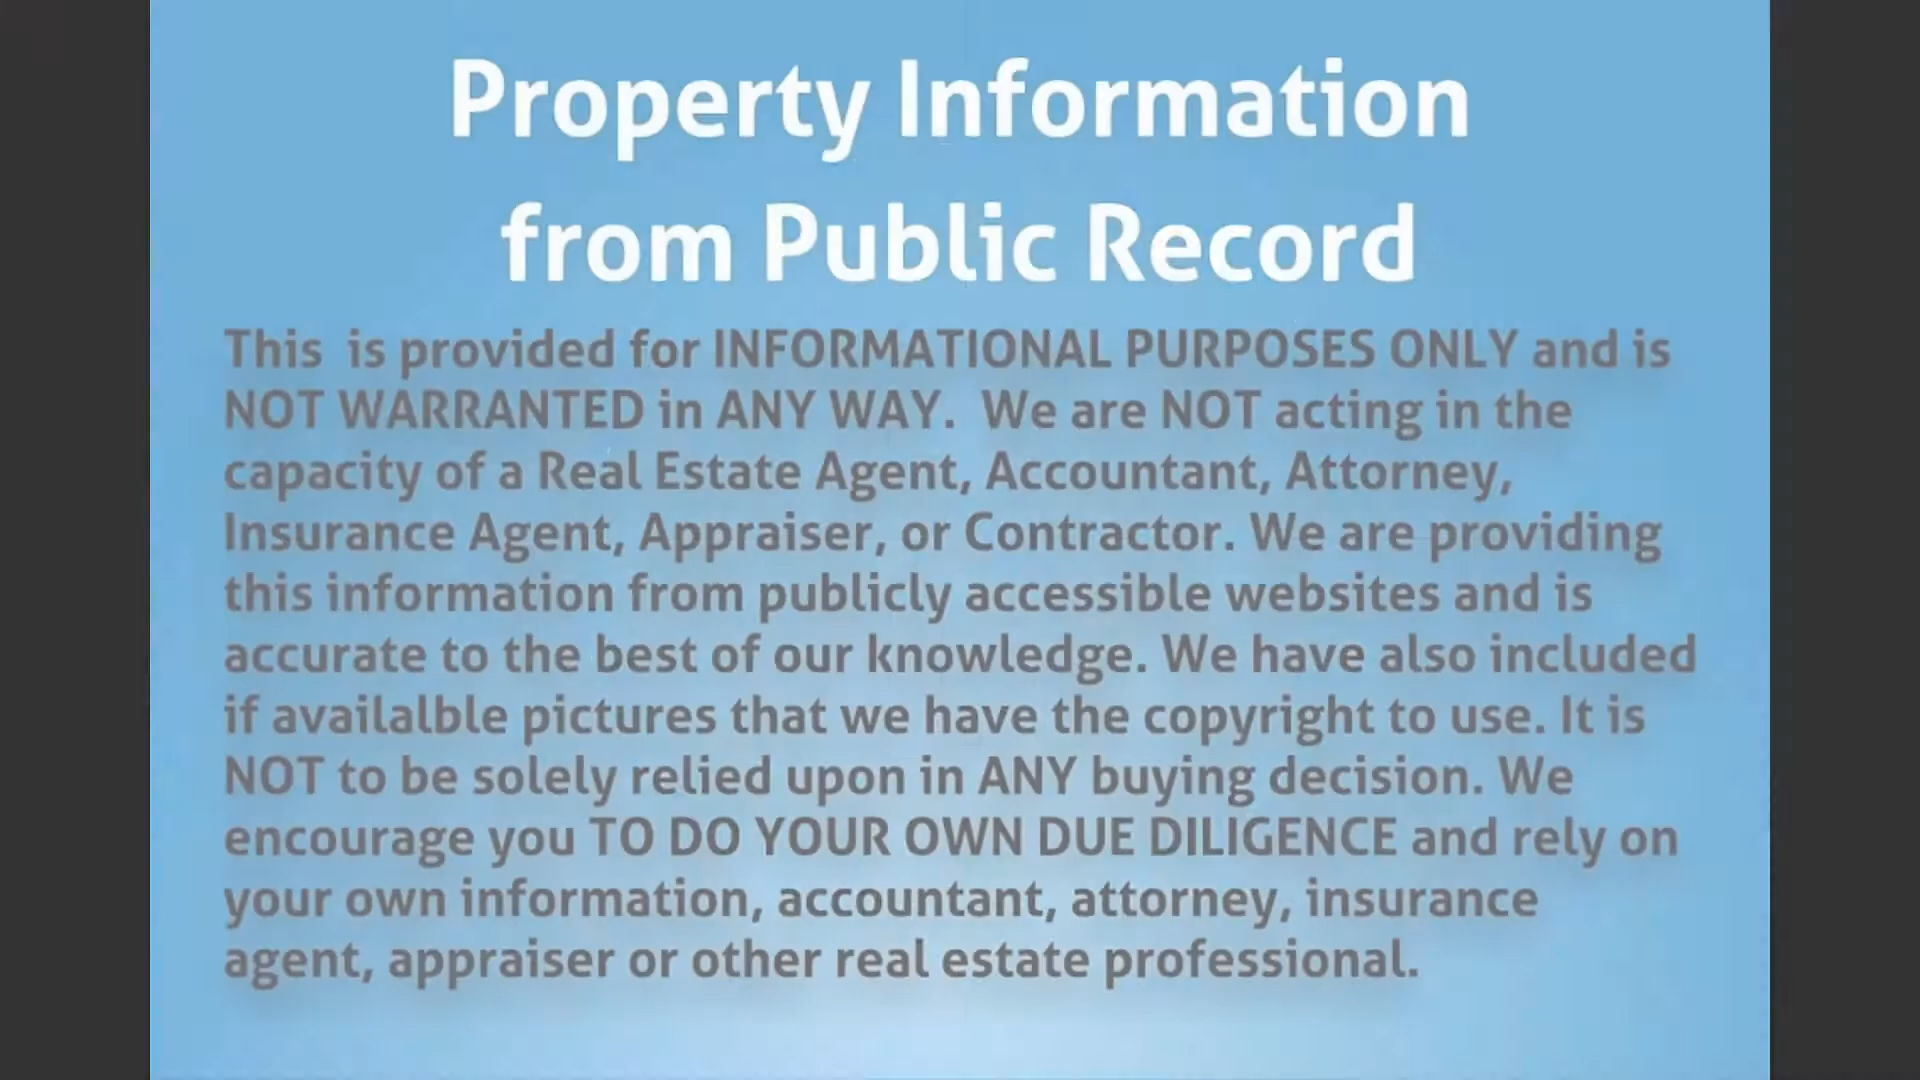 Property Information
from Public Record
This  is provided for INFORMATIONAL PURPOSES ONLY and is
NOT WARRANTED in ANY WAY.  We are NOT acting in the
capacity of a Real Estate Agent, Accountant, Attorney,
Insurance Agent, Appraiser, or Contractor. We are providing
this information from publicly accessible websites and is
accurate to the best of our knowledge. We have also included
if availalble pictures that we have the copyright to use. It is
NOT to be solely relied upon in ANY buying decision. We
encourage you TO DO YOUR OWN DUE DILIGENCE and rely on
your own information, accountant, attorney, insurance
agent, appraiser or other real estate professional.